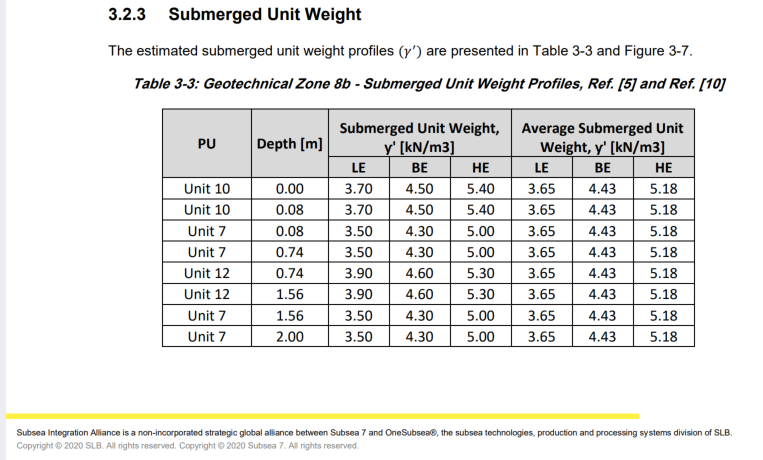 3.2.3 Submerged Unit Weight
The estimated submerged unit weight profiles (γ′) are presented in Table 3-3 and Figure 3-7.
Table 3-3: Geotechnical Zone 8b - Submerged Unit Weight Profiles, Ref. [5] and Ref. [10]
PU Depth [m] Submerged Unit Weight, γ' [kN/m3] Average Submerged Unit Weight, γ' [kN/m3]
LE BE HE LE BE HE
Unit 10 0.00 3.70 4.50 5.40 3.65 4.43 5.18
Unit 10 0.08 3.70 4.50 5.40 3.65 4.43 5.18
Unit 7 0.08 3.50 4.30 5.00 3.65 4.43 5.18
Unit 7 0.74 3.50 4.30 5.00 3.65 4.43 5.18
Unit 12 0.74 3.90 4.60 5.30 3.65 4.43 5.18
Unit 12 1.56 3.90 4.60 5.30 3.65 4.43 5.18
Unit 7 1.56 3.50 4.30 5.00 3.65 4.43 5.18
Unit 7 2.00 3.50 4.30 5.00 3.65 4.43 5.18
Subsea Integration Alliance is a non-incorporated strategic global alliance between Subsea 7 and OneSubsea®, the subsea technologies, production and processing systems division of SLB.
Copyright © 2020 SLB. All rights reserved. Copyright © 2020 Subsea 7. All rights reserved.